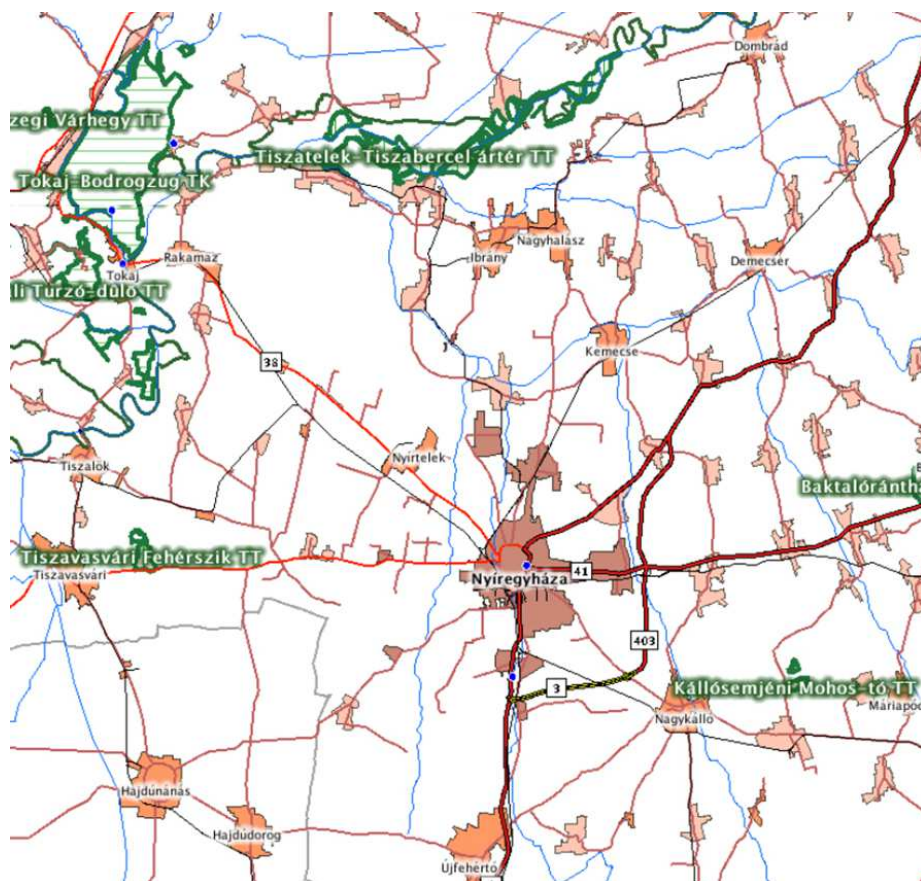 Dombrád
zegi Várhegy TT
Tiszatelek-Tiszabercel ártér TT
Tokaj-Bodrogzug TK
Nagyhalász
Ibrány
Rakamaz
Demecser
Tokaj
li Turzó-dűlő TT
Kemecse
38
Nyírtelek
Tiszalök
Baktalóránthá
Tiszavasvári Fehérszik TT
Tiszavasvári
Nyíregyháza
41
403
3
Kállósemjéni Mohos-tó TT
Máriapóc
Nagykálló
Hajdúnánás
Hajdúdorog
Újfehértó